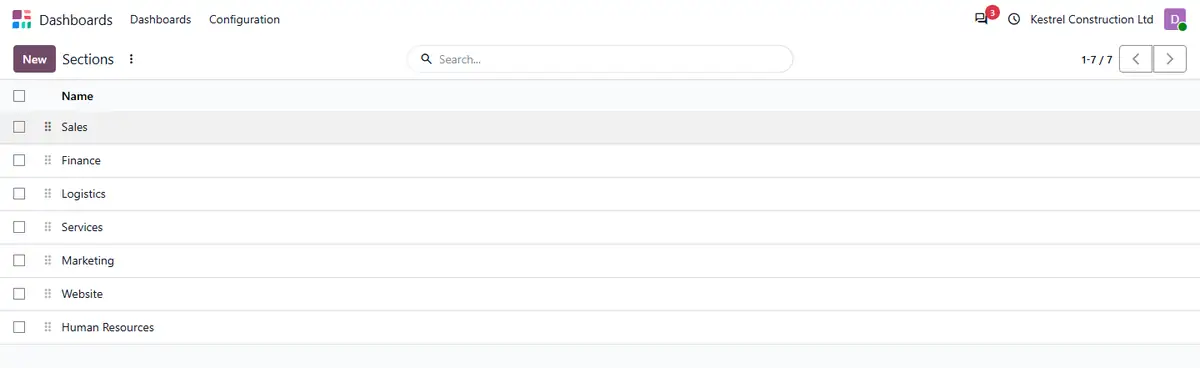 Dashboards Dashboards Configuration 3 Kestrel Construction Ltd D
New Sections Search... 1-7 / 7
Name
Sales
Finance
Logistics
Services
Marketing
Website
Human Resources